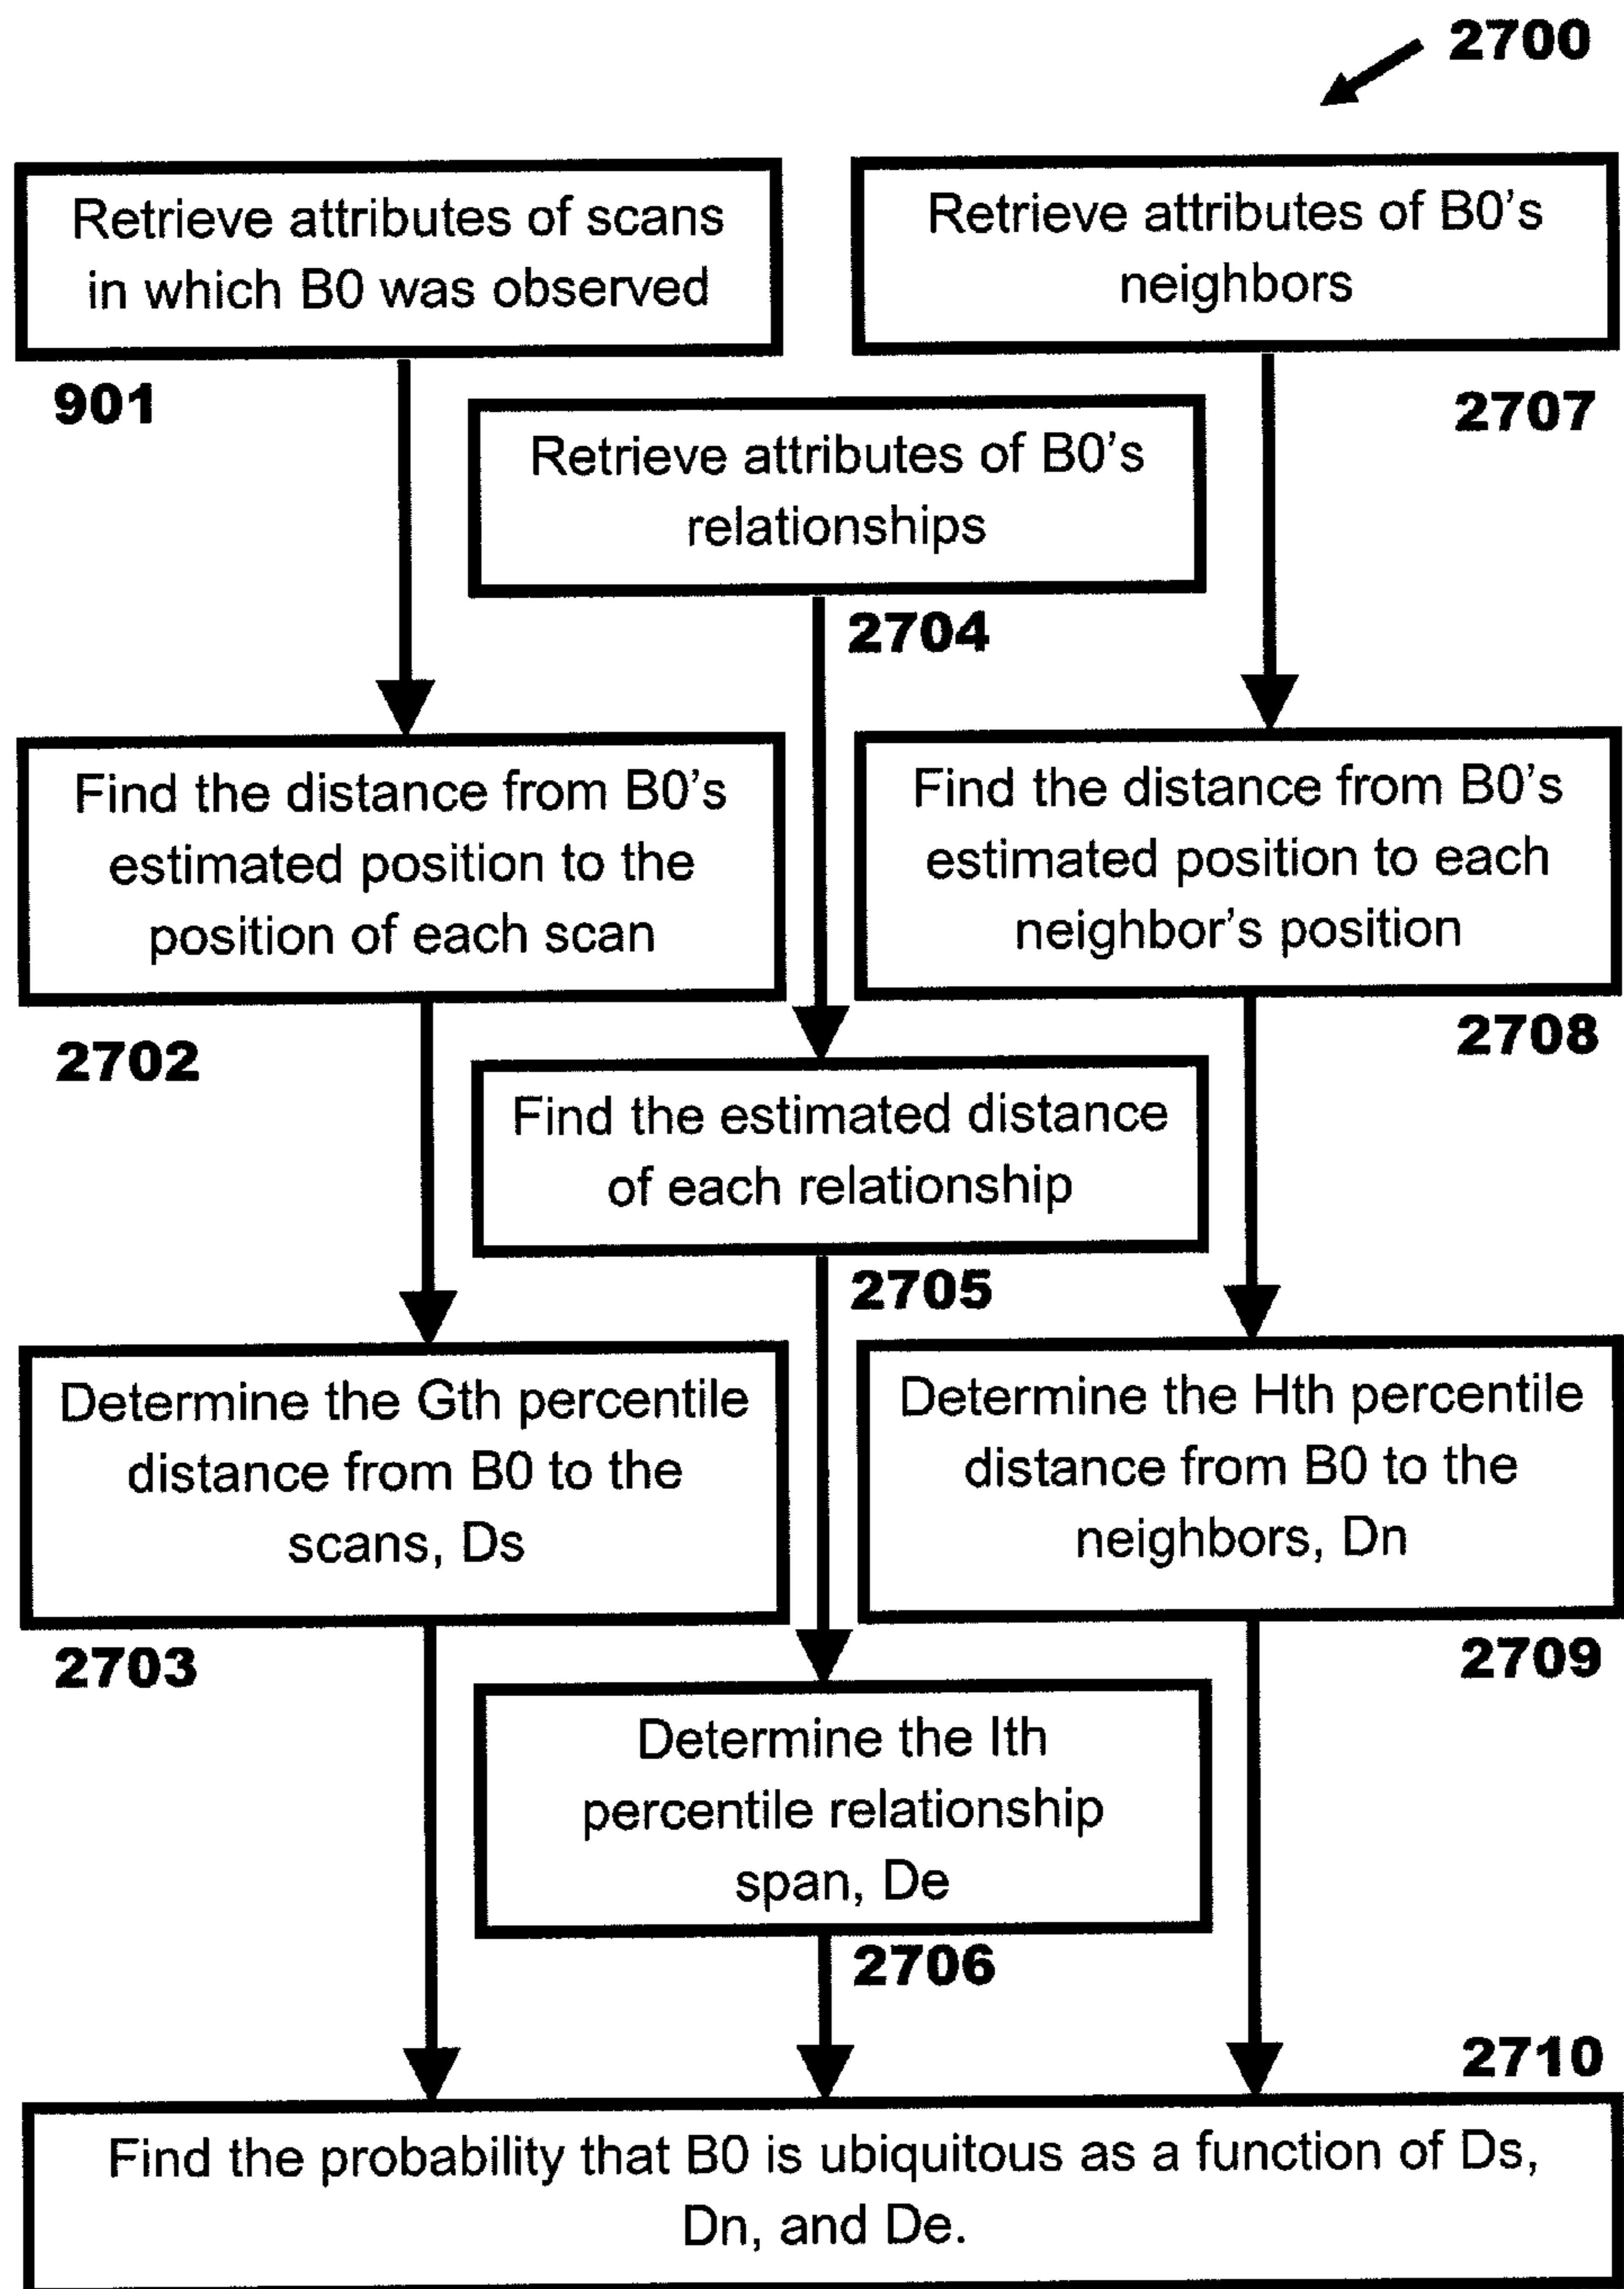 2700
Retrieve attributes of scans
in which B0 was observed
901
Retrieve attributes of B0's
neighbors
2707
Retrieve attributes of B0's
relationships
2704
Find the distance from B0's
estimated position to the
position of each scan
2702
Find the distance from B0's
estimated position to each
neighbor's position
2708
Find the estimated distance
of each relationship
2705
Determine the Gth percentile
distance from B0 to the
scans, Ds
2703
Determine the Hth percentile
distance from B0 to the
neighbors, Dn
2709
Determine the Ith
percentile relationship
span, De
2706
2710
Find the probability that B0 is ubiquitous as a function of Ds,
Dn, and De.